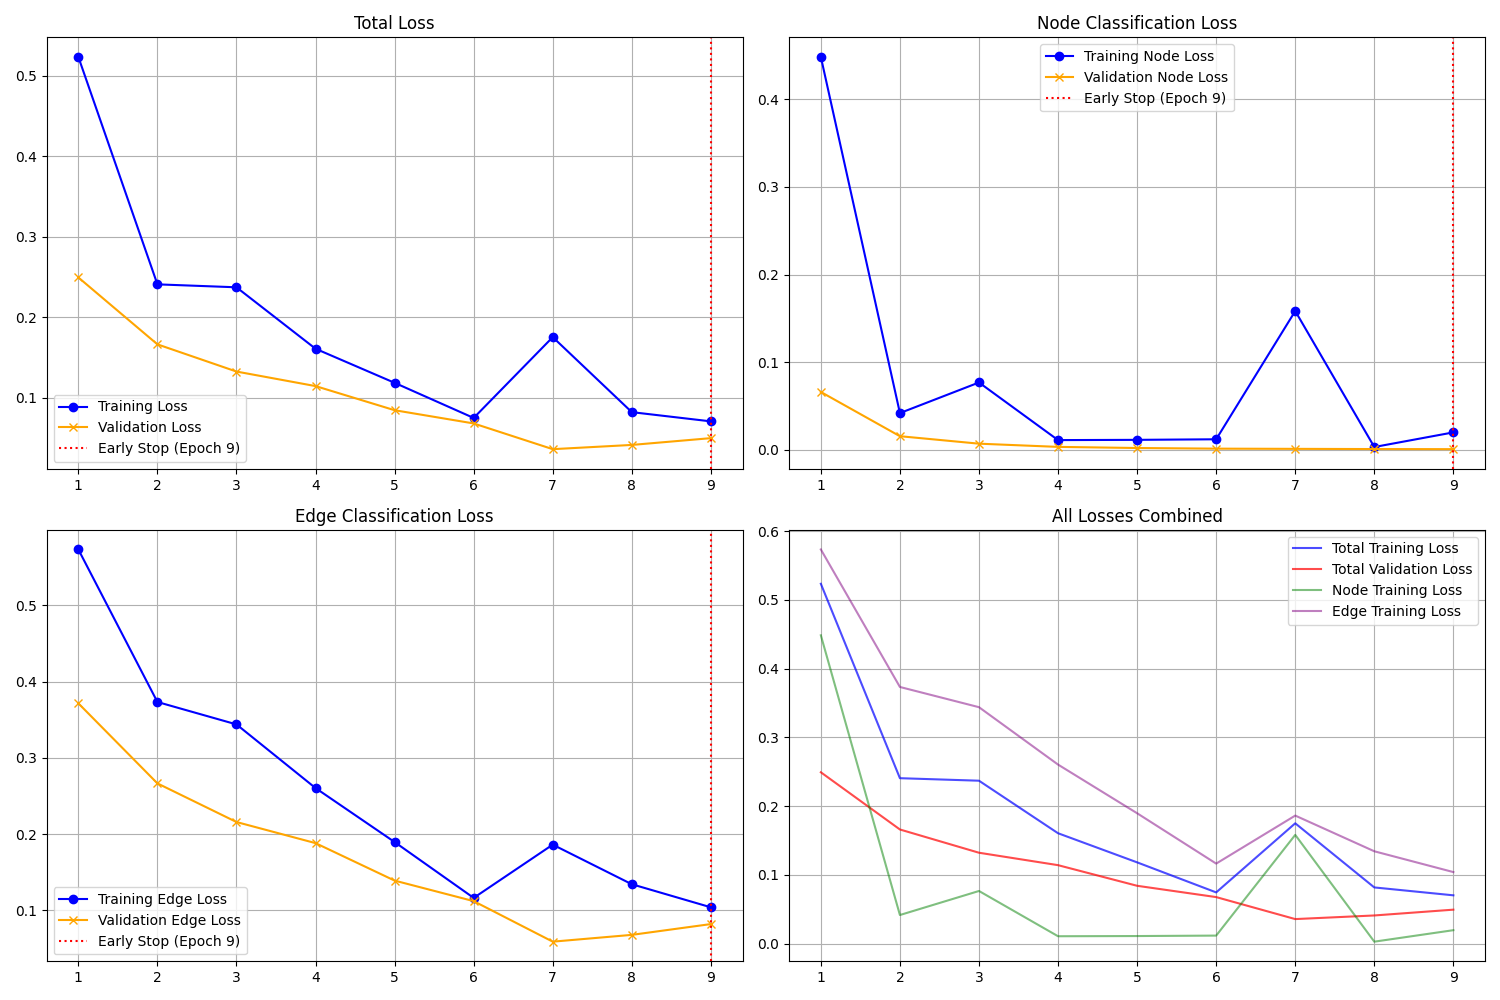 Total Loss
0.5
0.4
0.3
0.2
0.1
Training Loss
Validation Loss
Early Stop (Epoch 9)
1 2 3 4 5 6 7 8 9
Node Classification Loss
Training Node Loss
Validation Node Loss
Early Stop (Epoch 9)
0.4
0.3
0.2
0.1
0.0
1 2 3 4 5 6 7 8 9
Edge Classification Loss
0.5
0.4
0.3
0.2
0.1
Training Edge Loss
Validation Edge Loss
Early Stop (Epoch 9)
1 2 3 4 5 6 7 8 9
All Losses Combined
0.6
0.5
0.4
0.3
0.2
0.1
0.0
Total Training Loss
Total Validation Loss
Node Training Loss
Edge Training Loss
1 2 3 4 5 6 7 8 9